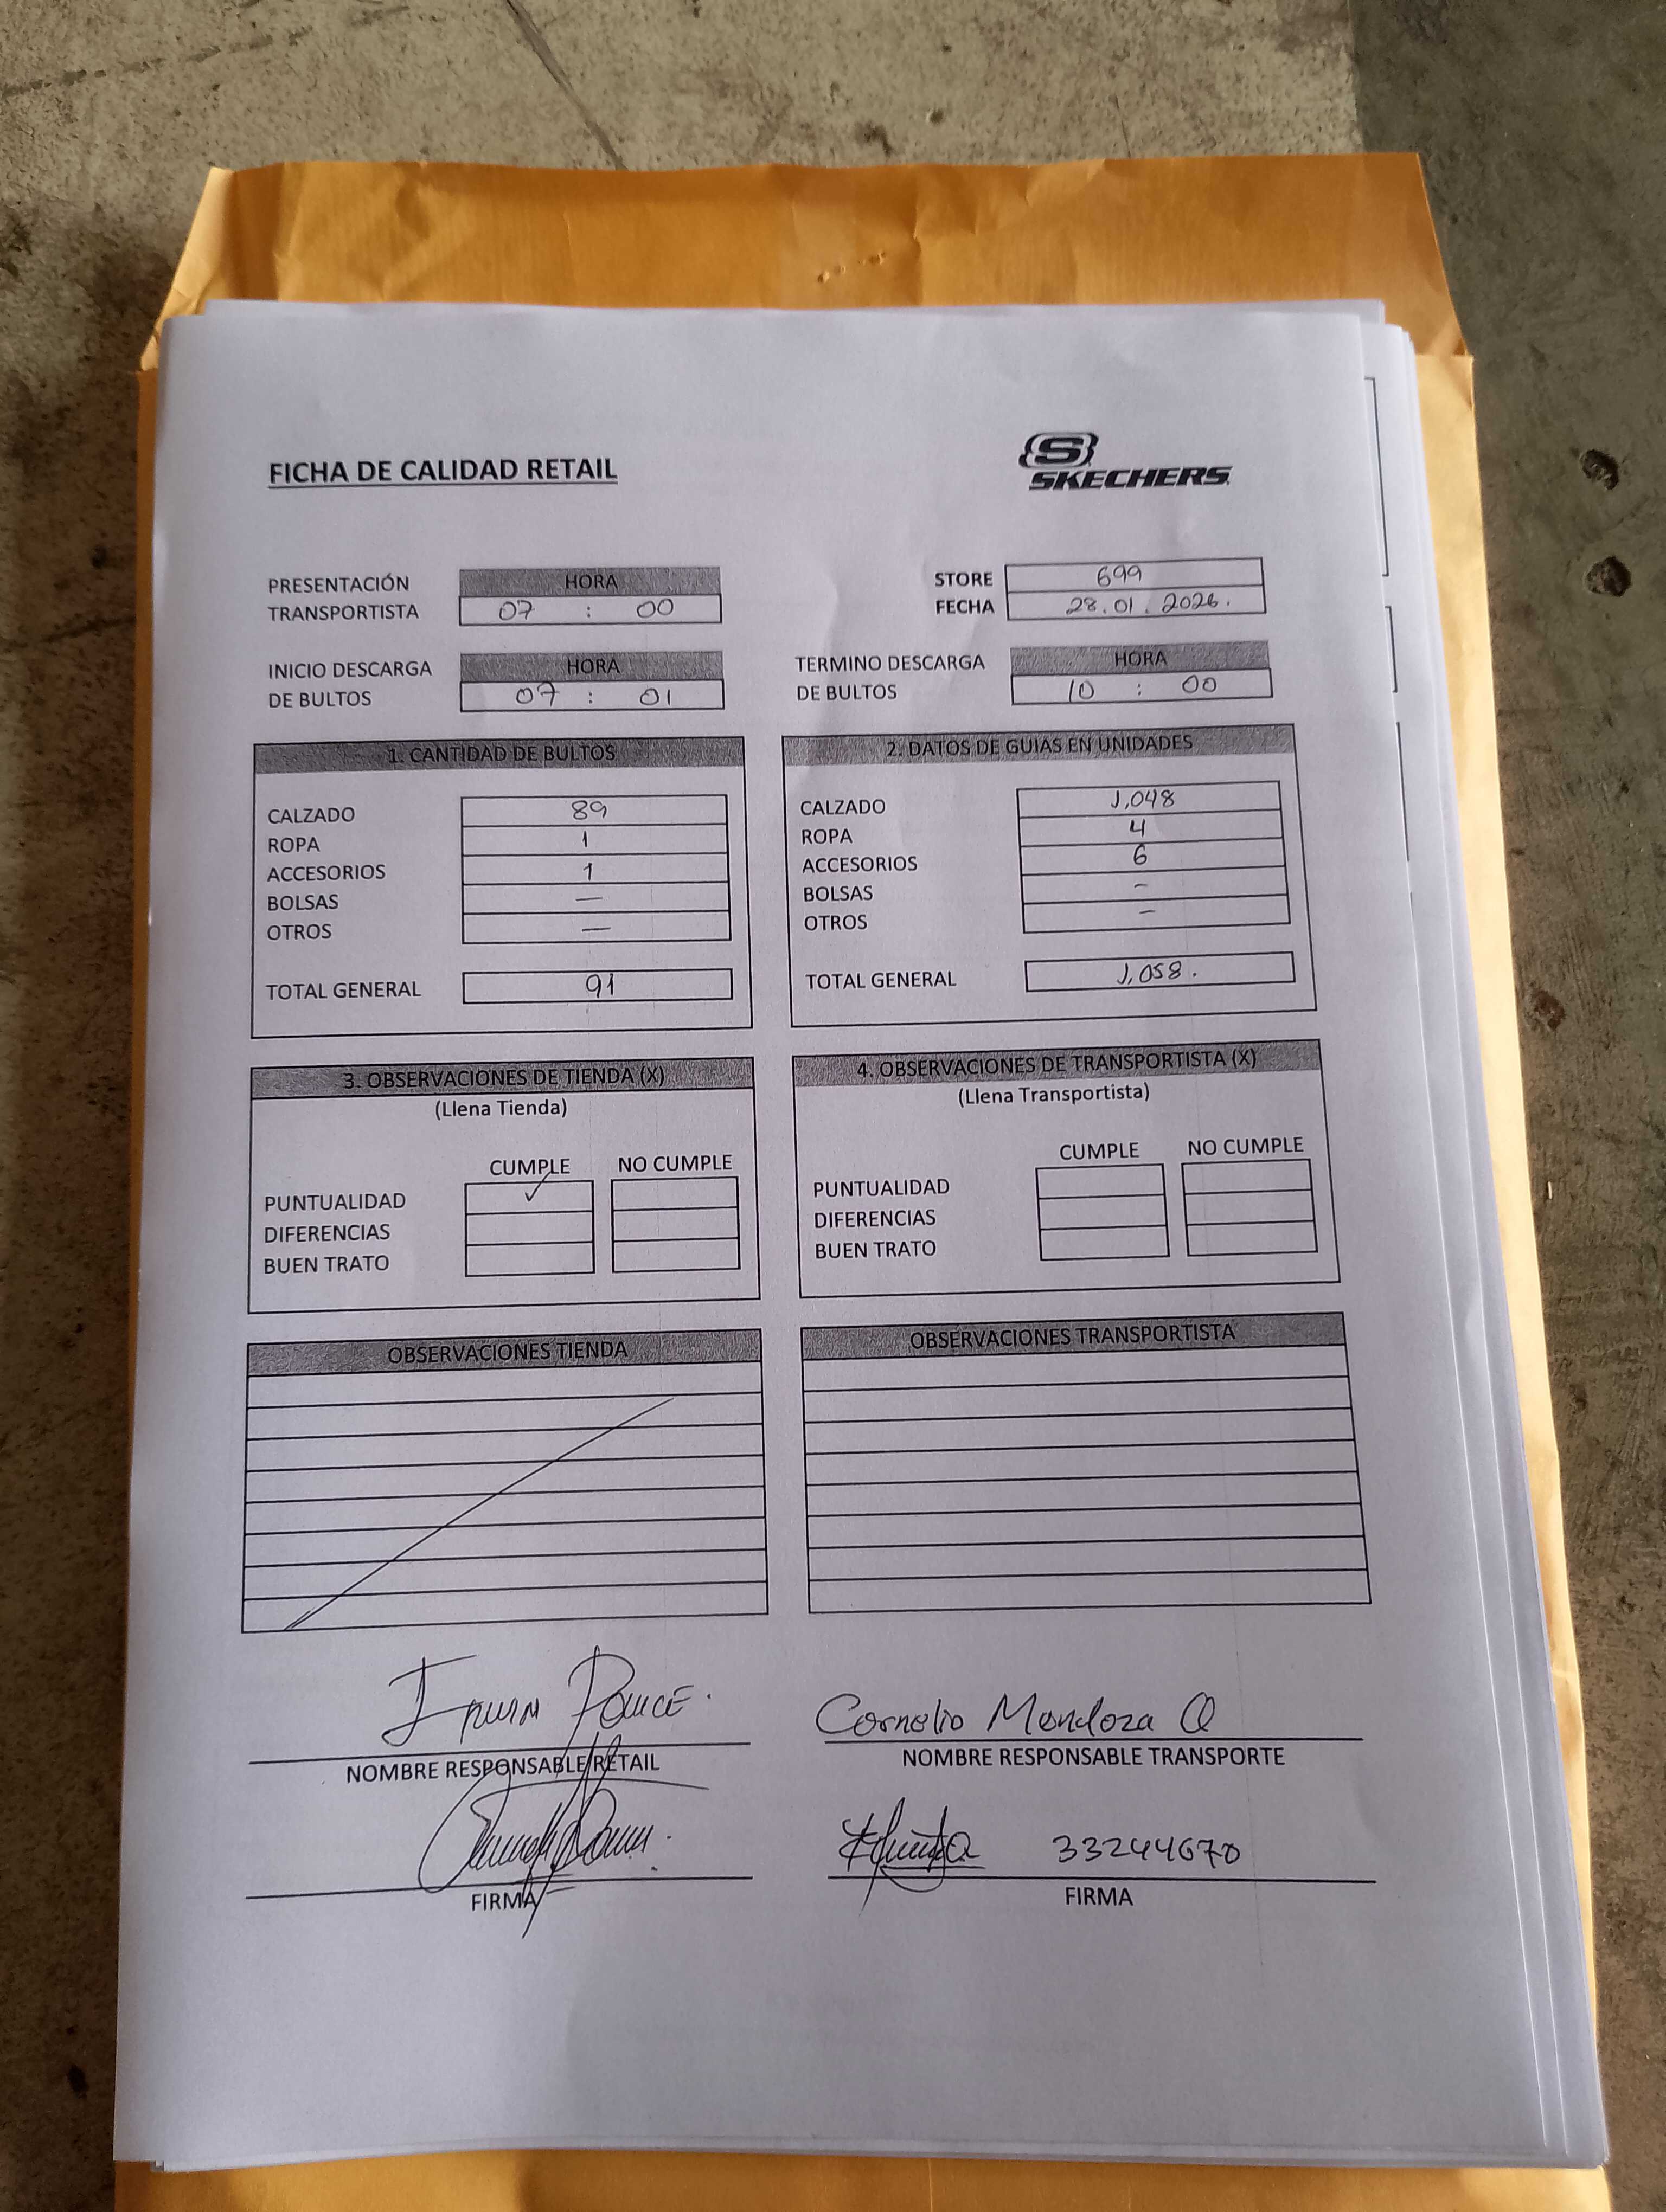 FICHA DE CALIDAD RETAIL
S
SKECHERS
PRESENTACIÓN TRANSPORTISTA
HORA
07 : 00
STORE 699
FECHA 28.01.2026.
INICIO DESCARGA DE BULTOS
HORA
07 : 01
TERMINO DESCARGA DE BULTOS
HORA
10 : 00
1. CANTIDAD DE BULTOS
CALZADO 89
ROPA 1
ACCESORIOS 1
BOLSAS —
OTROS —
TOTAL GENERAL 91
2. DATOS DE GUIAS EN UNIDADES
CALZADO 1,048
ROPA 4
ACCESORIOS 6
BOLSAS -
OTROS -
TOTAL GENERAL 1,058.
3. OBSERVACIONES DE TIENDA (X)
(Llena Tienda)
CUMPLE NO CUMPLE
PUNTUALIDAD ✓
DIFERENCIAS
BUEN TRATO
4. OBSERVACIONES DE TRANSPORTISTA (X)
(Llena Transportista)
CUMPLE NO CUMPLE
PUNTUALIDAD
DIFERENCIAS
BUEN TRATO
OBSERVACIONES TIENDA
OBSERVACIONES TRANSPORTISTA
Irwin Ponce.
NOMBRE RESPONSABLE RETAIL
FIRMA
Cornelio Mendoza Q
NOMBRE RESPONSABLE TRANSPORTE
33244670
FIRMA